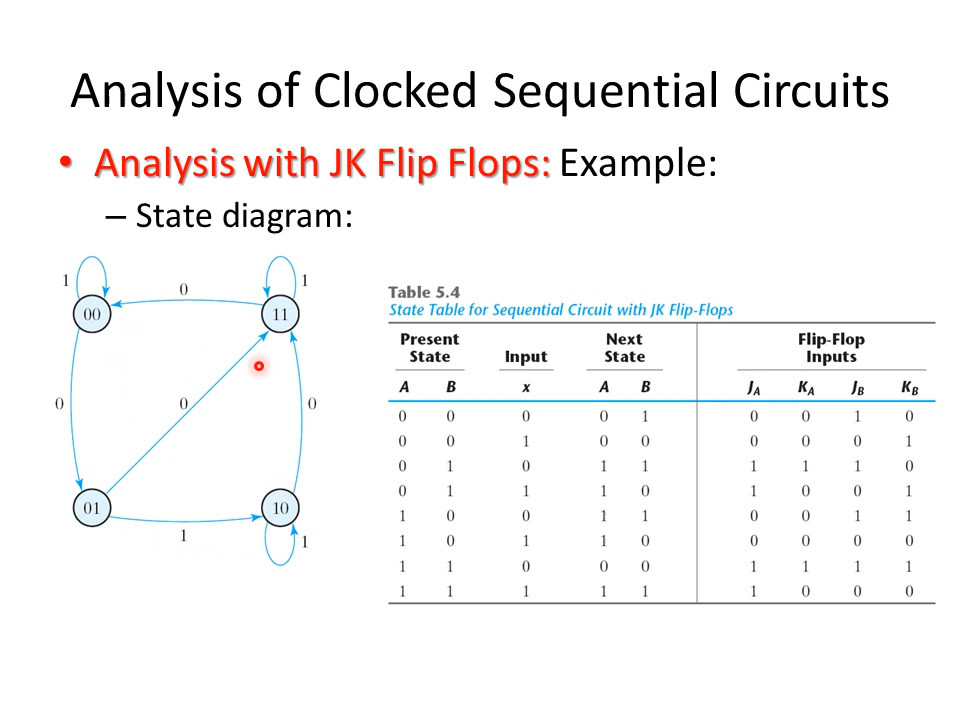 Analysis of Clocked Sequential Circuits
• Analysis with JK Flip Flops: Example:
– State diagram:
1
0
1
00
11
0
0
0
01
10
1
1
Table 5.4
State Table for Sequential Circuit with JK Flip-Flops
Present State Input Next State Flip-Flop Inputs
A B x A B JA KA JB KB
0 0 0 0 1 0 0 1 0
0 0 1 0 0 0 0 0 1
0 1 0 1 1 1 1 1 0
0 1 1 1 0 1 0 0 1
1 0 0 1 1 0 0 1 1
1 0 1 1 0 0 0 0 0
1 1 0 0 0 1 1 1 1
1 1 1 1 1 1 0 0 0